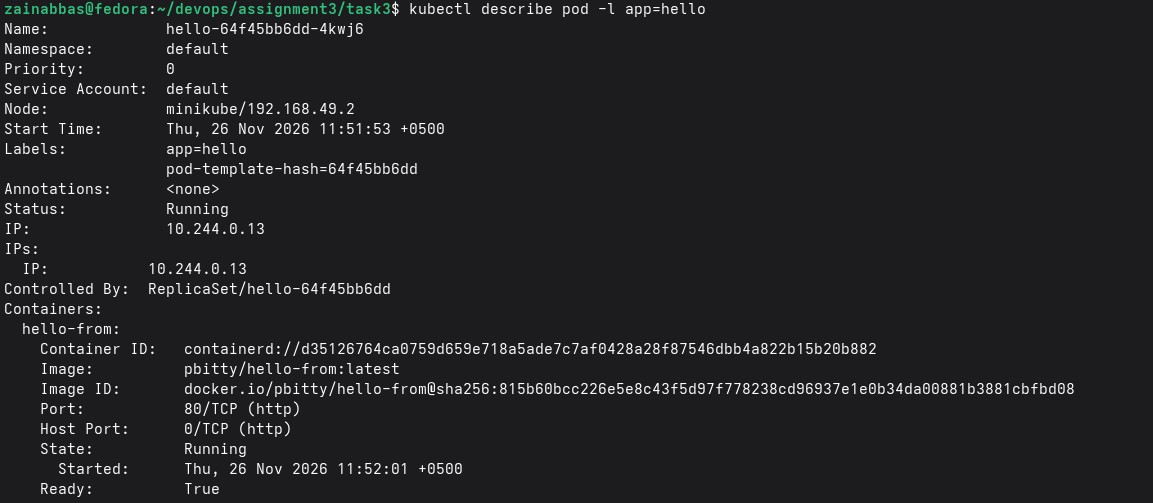 zainabbas@fedora:~/devops/assignment3/task3$ kubectl describe pod -l app=hello
Name:             hello-64f45bb6dd-4kwj6
Namespace:        default
Priority:         0
Service Account:  default
Node:             minikube/192.168.49.2
Start Time:       Thu, 26 Nov 2026 11:51:53 +0500
Labels:           app=hello
                  pod-template-hash=64f45bb6dd
Annotations:      <none>
Status:           Running
IP:               10.244.0.13
IPs:
  IP:           10.244.0.13
Controlled By:  ReplicaSet/hello-64f45bb6dd
Containers:
  hello-from:
    Container ID:   containerd://d35126764ca0759d659e718a5ade7c7af0428a28f87546dbb4a822b15b20b882
    Image:          pbitty/hello-from:latest
    Image ID:       docker.io/pbitty/hello-from@sha256:815b60bcc226e5e8c43f5d97f778238cd96937e1e0b34da00881b3881cbfbd08
    Port:           80/TCP (http)
    Host Port:      0/TCP (http)
    State:          Running
      Started:      Thu, 26 Nov 2026 11:52:01 +0500
    Ready:          True